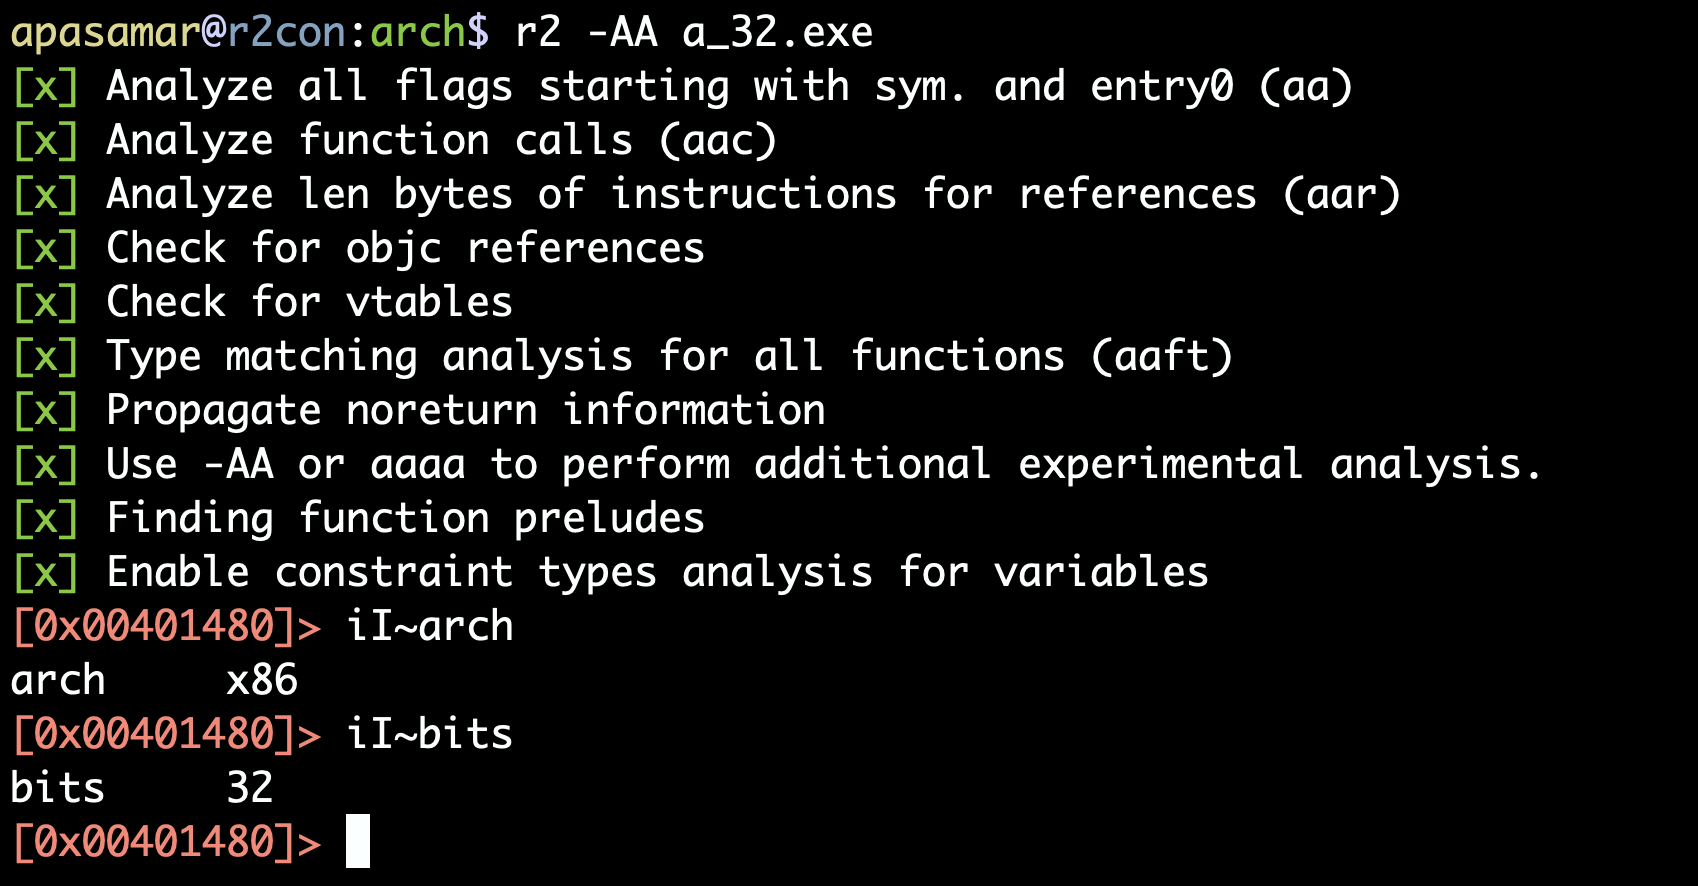 apasamar@r2con:arch$ r2 -AA a_32.exe
[x] Analyze all flags starting with sym. and entry0 (aa)
[x] Analyze function calls (aac)
[x] Analyze len bytes of instructions for references (aar)
[x] Check for objc references
[x] Check for vtables
[x] Type matching analysis for all functions (aaft)
[x] Propagate noreturn information
[x] Use -AA or aaaa to perform additional experimental analysis.
[x] Finding function preludes
[x] Enable constraint types analysis for variables
[0x00401480]> iI~arch
arch     x86
[0x00401480]> iI~bits
bits     32
[0x00401480]>